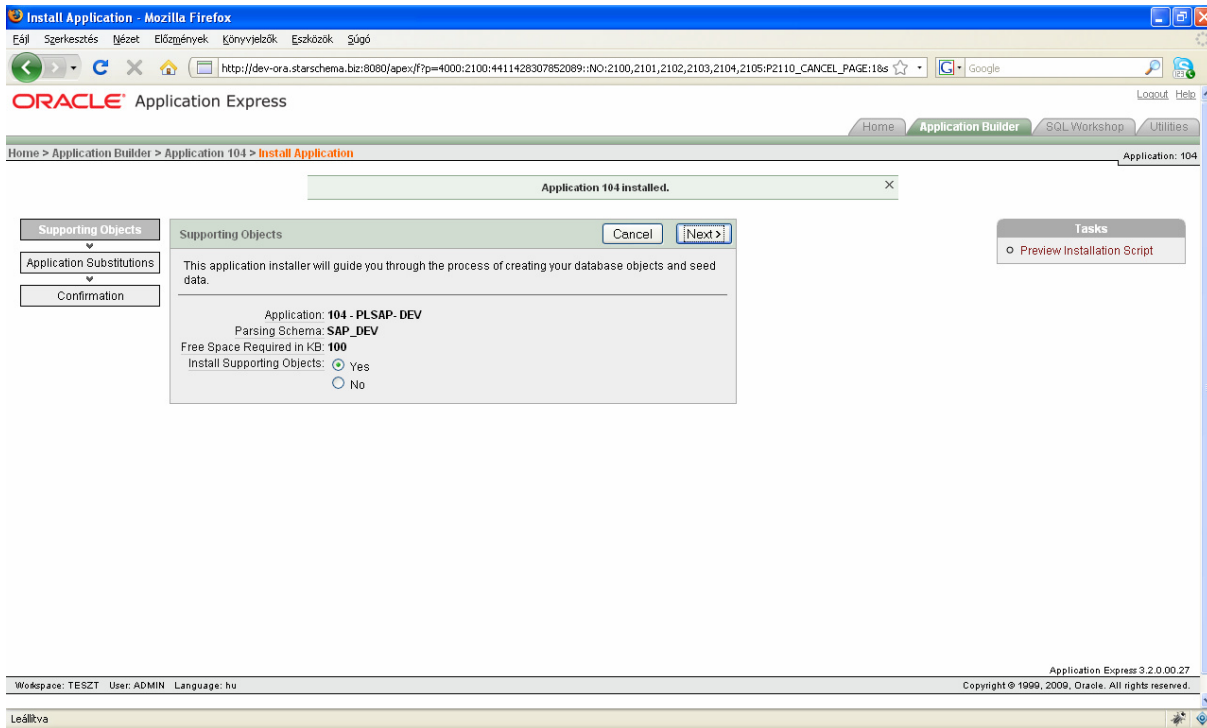 Install Application - Mozilla Firefox
Fájl Szerkesztés Nézet Előzmények Könyvjelzők Eszközök Súgó
http://dev-ora.starschema.biz:8080/apex/f?p=4000:2100:4411428307852089::NO:2100,2101,2102,2103,2104,2105:P2110_CANCEL_PAGE:1&s
Google
ORACLE Application Express
Logout Help
Home Application Builder SQL Workshop Utilities
Home > Application Builder > Application 104 > Install Application
Application: 104
Application 104 installed.
Supporting Objects
Application Substitutions
Confirmation
Supporting Objects
Cancel Next >
This application installer will guide you through the process of creating your database objects and seed
data.
Application: 104 - PLSAP- DEV
Parsing Schema: SAP_DEV
Free Space Required in KB: 100
Install Supporting Objects: Yes
No
Tasks
Preview Installation Script
Application Express 3.2.0.00.27
Workspace: TESZT User: ADMIN Language: hu
Copyright © 1999, 2009, Oracle. All rights reserved.
Leállítva